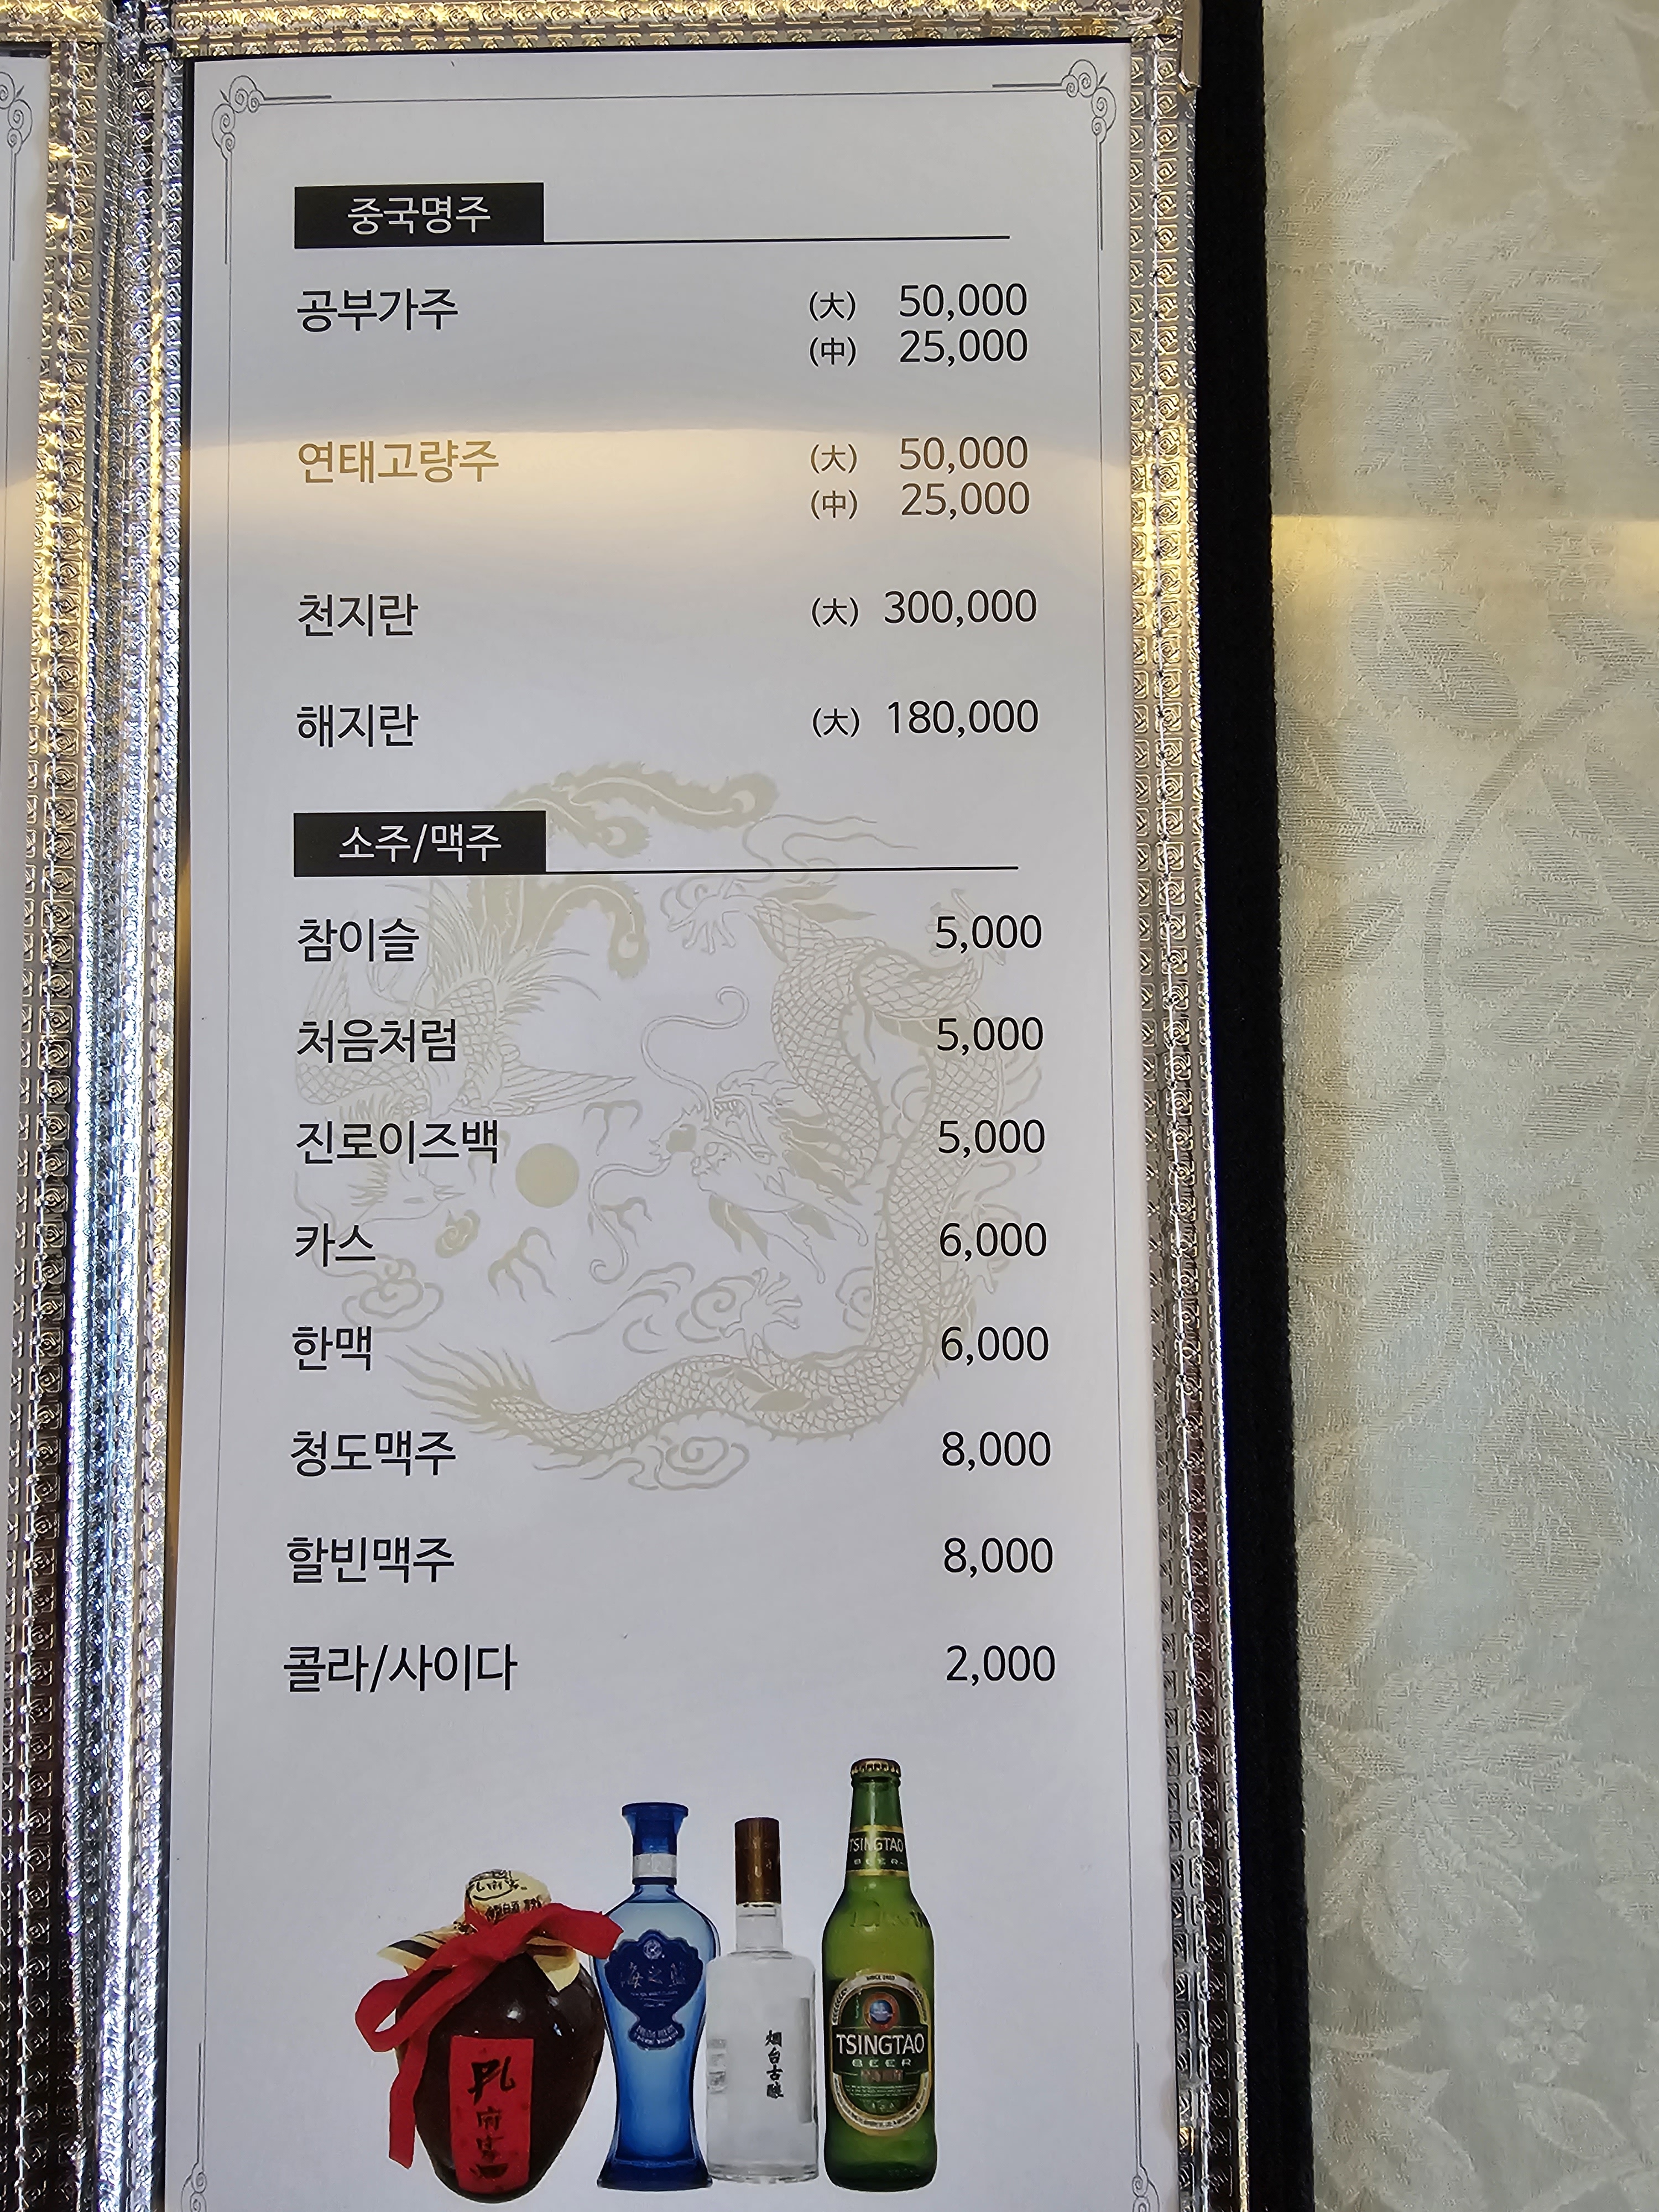 중국명주
공부가주 (大) 50,000
(中) 25,000
연태고량주 (大) 50,000
(中) 25,000
천지란 (大) 300,000
해지란 (大) 180,000
소주/맥주
참이슬 5,000
처음처럼 5,000
진로이즈백 5,000
카스 6,000
한맥 6,000
청도맥주 8,000
할빈맥주 8,000
콜라/사이다 2,000
TSINGTAO
BEER
海之蓝
烟台古酿
孔府家
TSINGTAO
BEER